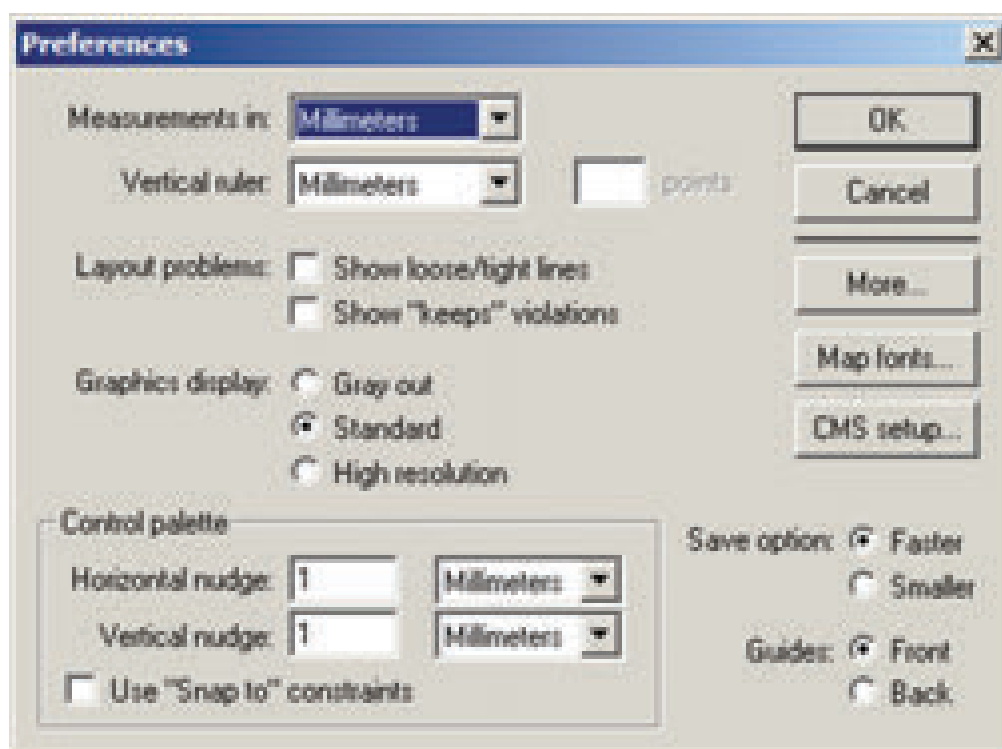 Preferences
Measurements in: Millimeters
Vertical ruler: Millimeters points
Layout problems: Show loose/tight lines
Show "keeps" violations
Graphics display: Gray out
Standard
High resolution
Control palette
Horizontal nudge: 1 Millimeters
Vertical nudge: 1 Millimeters
Use "Snap to" constraints
OK
Cancel
More...
Map fonts...
CMS setup...
Save option: Faster
Smaller
Guides: Front
Back